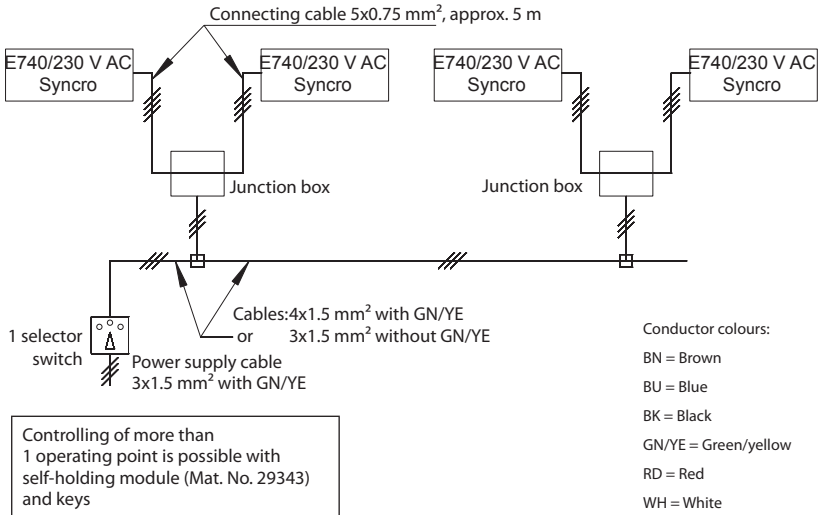 Connecting cable 5x0.75 mm², approx. 5 m
E740/230 V AC
Syncro
E740/230 V AC
Syncro
E740/230 V AC
Syncro
E740/230 V AC
Syncro
Junction box
Junction box
Cables:4x1.5 mm² with GN/YE
or 3x1.5 mm² without GN/YE
1 selector
switch
Power supply cable
3x1.5 mm² with GN/YE
Controlling of more than
1 operating point is possible with
self-holding module (Mat. No. 29343)
and keys
Conductor colours:
BN = Brown
BU = Blue
BK = Black
GN/YE = Green/yellow
RD = Red
WH = White